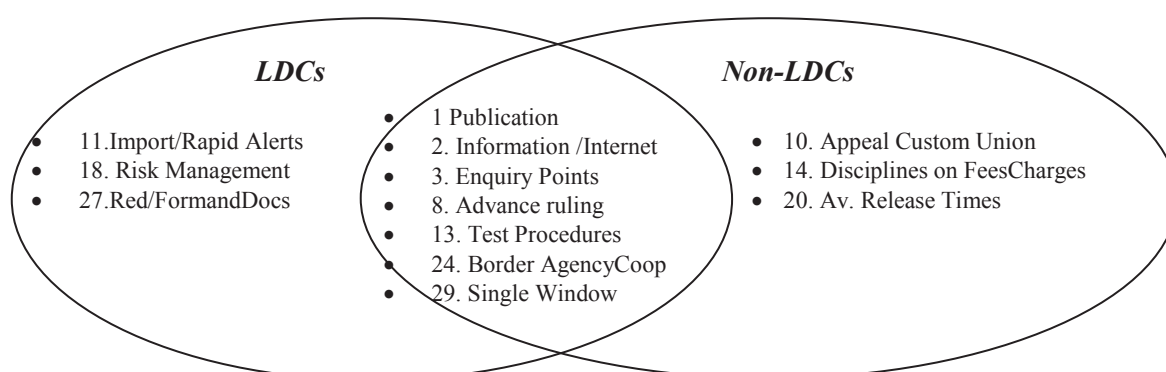 LDCs
Non-LDCs
• 11.Import/Rapid Alerts
• 18. Risk Management
• 27.Red/FormandDocs
• 1 Publication
• 2. Information /Internet
• 3. Enquiry Points
• 8. Advance ruling
• 13. Test Procedures
• 24. Border AgencyCoop
• 29. Single Window
• 10. Appeal Custom Union
• 14. Disciplines on FeesCharges
• 20. Av. Release Times